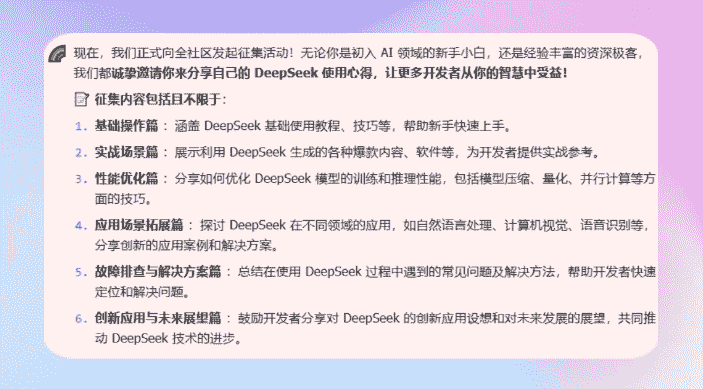 现在，我们正式向全社区发起征集活动！无论你是初入 AI 领域的新手小白，还是经验丰富的资深极客，
我们都诚挚邀请你来分享自己的 DeepSeek 使用心得，让更多开发者从你的智慧中受益！
征集内容包括且不限于：
1. 基础操作篇：涵盖 DeepSeek 基础使用教程、技巧等，帮助新手快速上手。
2. 实战场景篇：展示利用 DeepSeek 生成的各种爆款内容、软件等，为开发者提供实战参考。
3. 性能优化篇：分享如何优化 DeepSeek 模型的训练和推理性能，包括模型压缩、量化、并行计算等方
面的技巧。
4. 应用场景拓展篇：探讨 DeepSeek 在不同领域的应用，如自然语言处理、计算机视觉、语音识别等，
分享创新的应用案例和解决方案。
5. 故障排查与解决方案篇：总结在使用 DeepSeek 过程中遇到的常见问题及解决方法，帮助开发者快速
定位和解决问题。
6. 创新应用与未来展望篇：鼓励开发者分享对 DeepSeek 的创新应用设想和对未来发展的展望，共同推
动 DeepSeek 技术的进步。